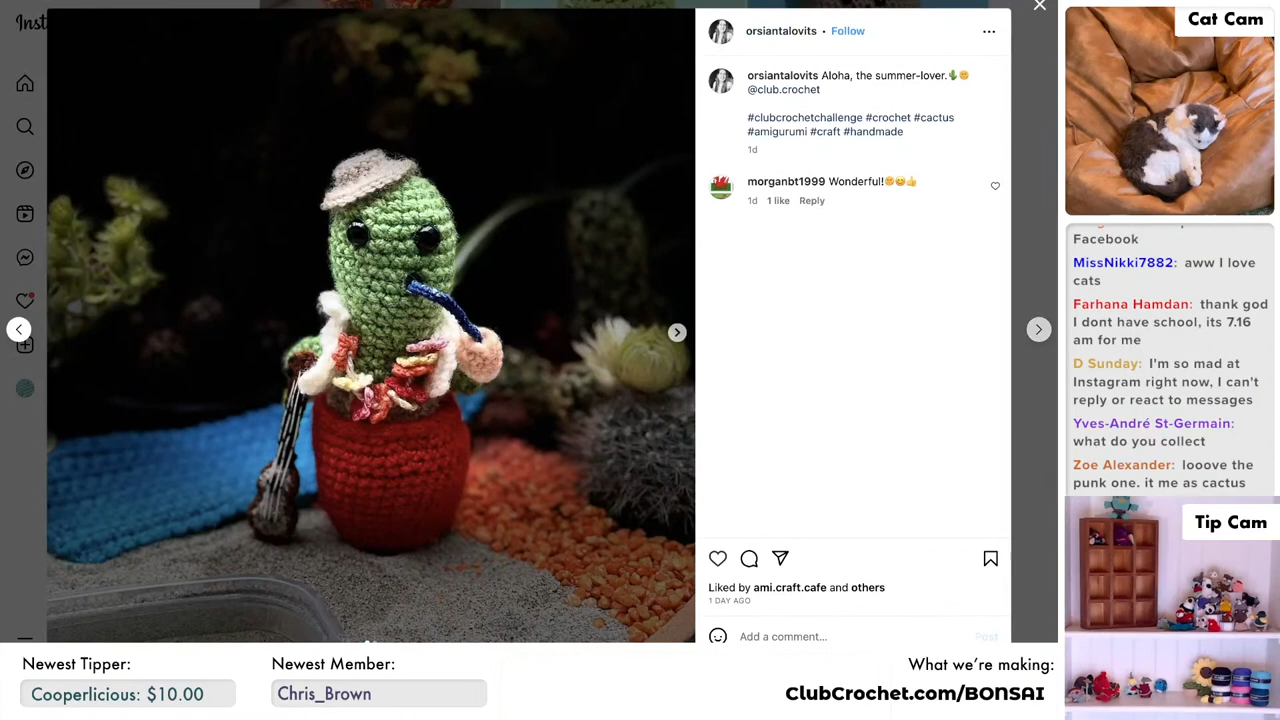 Inst
orsiantalovits • Follow
orsiantalovits Aloha, the summer-lover.🌵🌞
@club.crochet
#clubcrochetchallenge #crochet #cactus
#amigurumi #craft #handmade
1d
morganbt1999 Wonderful!🌞😄👍
1d 1 like Reply
Liked by ami.craft.cafe and others
1 DAY AGO
Add a comment...
Post
Cat Cam
Facebook
MissNikki7882: aww I love
cats
Farhana Hamdan: thank god
I dont have school, its 7.16
am for me
D Sunday: I'm so mad at
Instagram right now, I can't
reply or react to messages
Yves-André St-Germain:
what do you collect
Zoe Alexander: looove the
punk one. it me as cactus
Tip Cam
Newest Tipper:
Cooperlicious: $10.00
Newest Member:
Chris_Brown
What we're making:
ClubCrochet.com/BONSAI